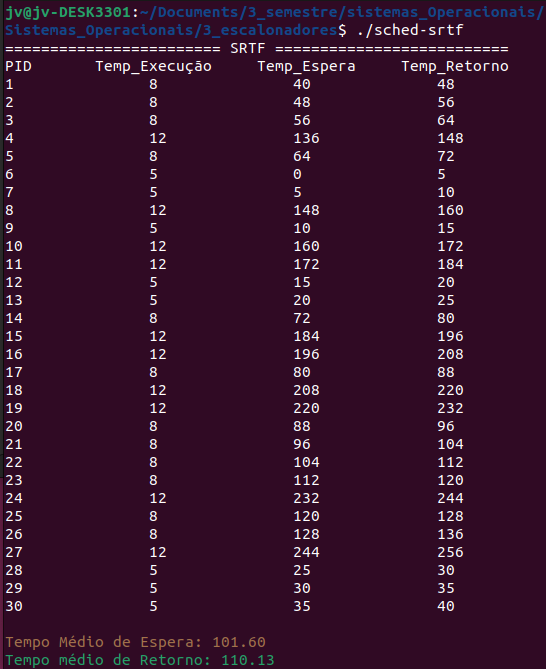 jv@jv-DESK3301:~/Documents/3_semestre/sistemas_Operacionais/
Sistemas_Operacionais/3_escalonadores$ ./sched-srtf
======================== SRTF ==========================
PID Temp_Execução Temp_Espera Temp_Retorno
1 8 40 48
2 8 48 56
3 8 56 64
4 12 136 148
5 8 64 72
6 5 0 5
7 5 5 10
8 12 148 160
9 5 10 15
10 12 160 172
11 12 172 184
12 5 15 20
13 5 20 25
14 8 72 80
15 12 184 196
16 12 196 208
17 8 80 88
18 12 208 220
19 12 220 232
20 8 88 96
21 8 96 104
22 8 104 112
23 8 112 120
24 12 232 244
25 8 120 128
26 8 128 136
27 12 244 256
28 5 25 30
29 5 30 35
30 5 35 40
Tempo Médio de Espera: 101.60
Tempo médio de Retorno: 110.13